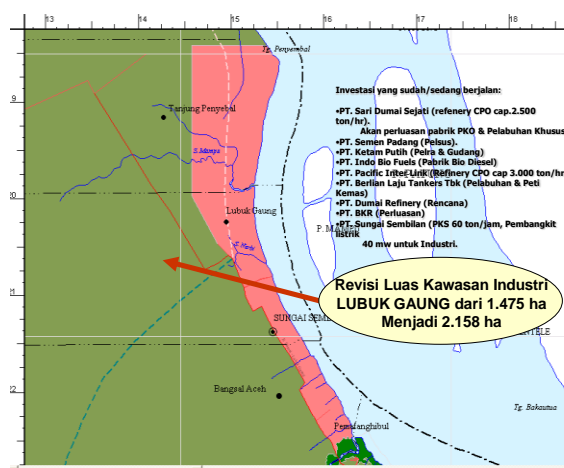 13
14
15
16
17
18
Tg. Penyembal
Investasi yang sudah/sedang berjalan:
•PT. Sari Dumai Sejati (refenery CPO cap.2.500
ton/hr).
Akan perluasan pabrik PKO & Pelabuhan Khusus
•PT. Semen Padang (Pelsus).
•PT. Ketam Putih (Pelra & Gudang)
•PT. Indo Bio Fuels (Pabrik Bio Diesel)
•PT. Pacific Inter Link (Refinery CPO cap 3.000 ton/hr
•PT. Berlian Laju Tankers Tbk (Pelabuhan & Peti
Kemas)
•PT. Dumai Refinery (Rencana)
•PT. BKR (Perluasan)
•PT. Sungai Sembilan (PKS 60 ton/jam, Pembangkit
listrik
40 mw untuk Industri.
Tanjung Penyebal
S. Mampu
Lubuk Gaung
Revisi Luas Kawasan Industri
LUBUK GAUNG dari 1.475 ha
Menjadi 2.158 ha
SUNGAI SEM
Bangsal Aceh
Tg. Bakautua